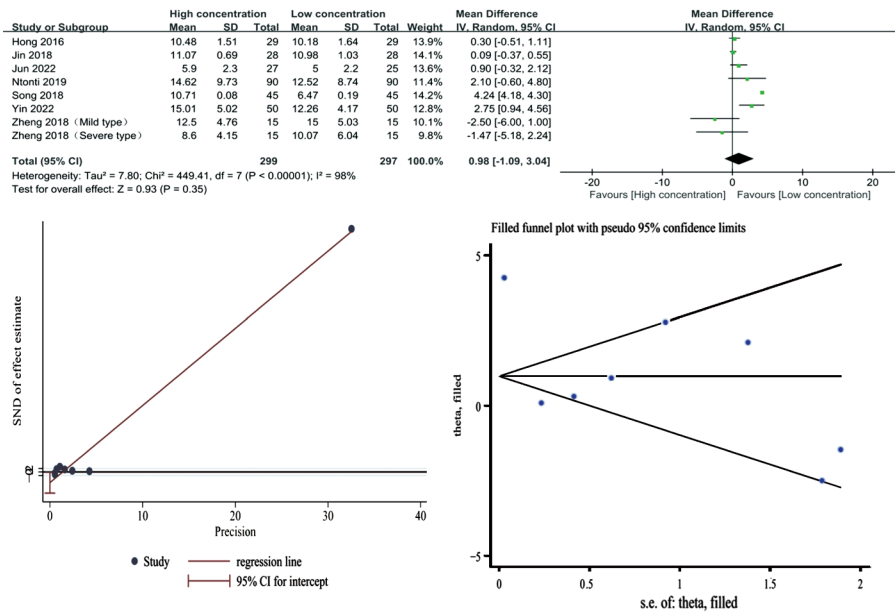 High concentration Low concentration Mean Difference Mean Difference
Study or Subgroup Mean SD Total Mean SD Total Weight IV. Random, 95% CI IV. Random, 95% CI
Hong 2016 10.48 1.51 29 10.18 1.64 29 13.9% 0.30 [-0.51, 1.11]
Jin 2018 11.07 0.69 28 10.98 1.03 28 14.1% 0.09 [-0.37, 0.55]
Jun 2022 5.9 2.3 27 5 2.2 25 13.6% 0.90 [-0.32, 2.12]
Ntonti 2019 14.62 9.73 90 12.52 8.74 90 11.5% 2.10 [-0.60, 4.80]
Song 2018 10.71 0.08 45 6.47 0.19 45 14.2% 4.24 [4.18, 4.30]
Yin 2022 15.01 5.02 50 12.26 4.17 50 12.8% 2.75 [0.94, 4.56]
Zheng 2018（Mild type） 12.5 4.76 15 15 5.03 15 10.1% -2.50 [-6.00, 1.00]
Zheng 2018（Severe type） 8.6 4.15 15 10.07 6.04 15 9.8% -1.47 [-5.18, 2.24]
Total (95% CI) 299 297 100.0% 0.98 [-1.09, 3.04]
Heterogeneity: Tau² = 7.80; Chi² = 449.41, df = 7 (P < 0.00001); I² = 98%
Test for overall effect: Z = 0.93 (P = 0.35)
-20 -10 0 10 20
Favours [High concentration] Favours [Low concentration]
SND of effect estimate
0 10 20 30 40
Precision
Study regression line
95% CI for intercept
Filled funnel plot with pseudo 95% confidence limits
theta, filled
5
0
-5
0 0.5 1 1.5 2
s.e. of: theta, filled